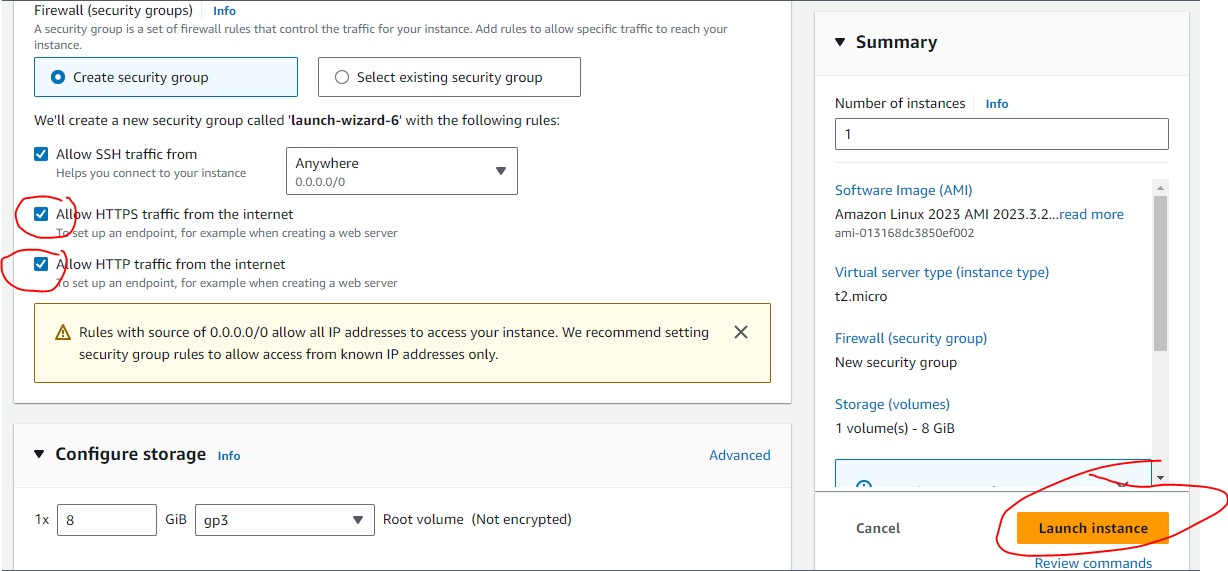 Firewall (security groups) Info
A security group is a set of firewall rules that control the traffic for your instance. Add rules to allow specific traffic to reach your
instance.
Create security group
Select existing security group
We'll create a new security group called 'launch-wizard-6' with the following rules:
Allow SSH traffic from
Helps you connect to your instance
Anywhere
0.0.0.0/0
Allow HTTPS traffic from the internet
To set up an endpoint, for example when creating a web server
Allow HTTP traffic from the internet
To set up an endpoint, for example when creating a web server
Rules with source of 0.0.0.0/0 allow all IP addresses to access your instance. We recommend setting
security group rules to allow access from known IP addresses only.
Configure storage Info
Advanced
1x 8 GiB gp3 Root volume (Not encrypted)
Summary
Number of instances Info
1
Software Image (AMI)
Amazon Linux 2023 AMI 2023.3.2...read more
ami-013168dc3850ef002
Virtual server type (instance type)
t2.micro
Firewall (security group)
New security group
Storage (volumes)
1 volume(s) - 8 GiB
Cancel
Launch instance
Review commands